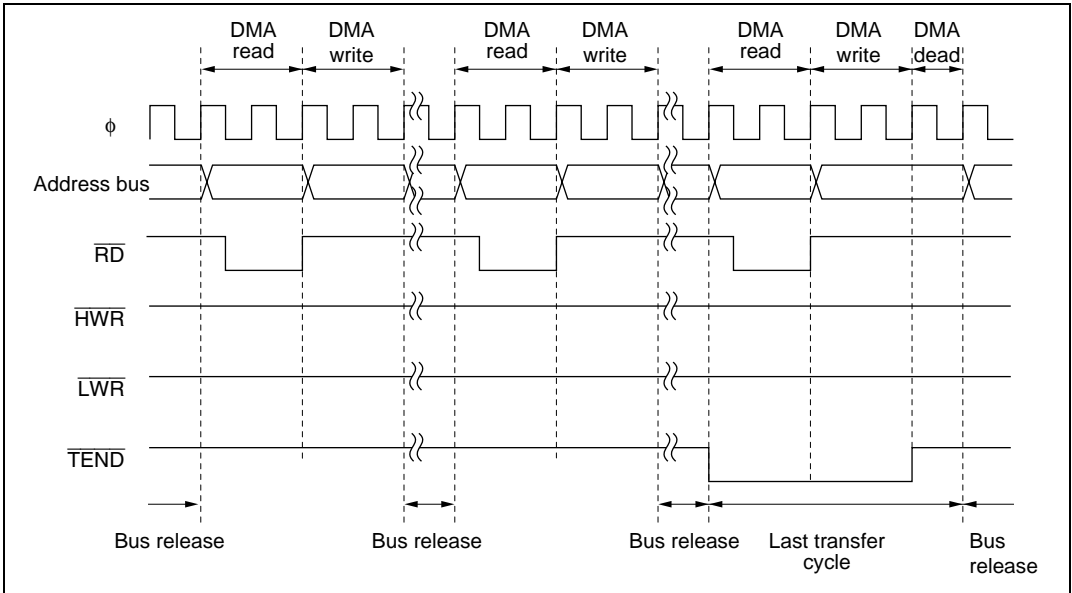 DMA read
DMA write
DMA read
DMA write
DMA read
DMA write
DMA dead
ϕ
Address bus
RD
HWR
LWR
TEND
Bus release
Bus release
Bus release
Last transfer cycle
Bus release